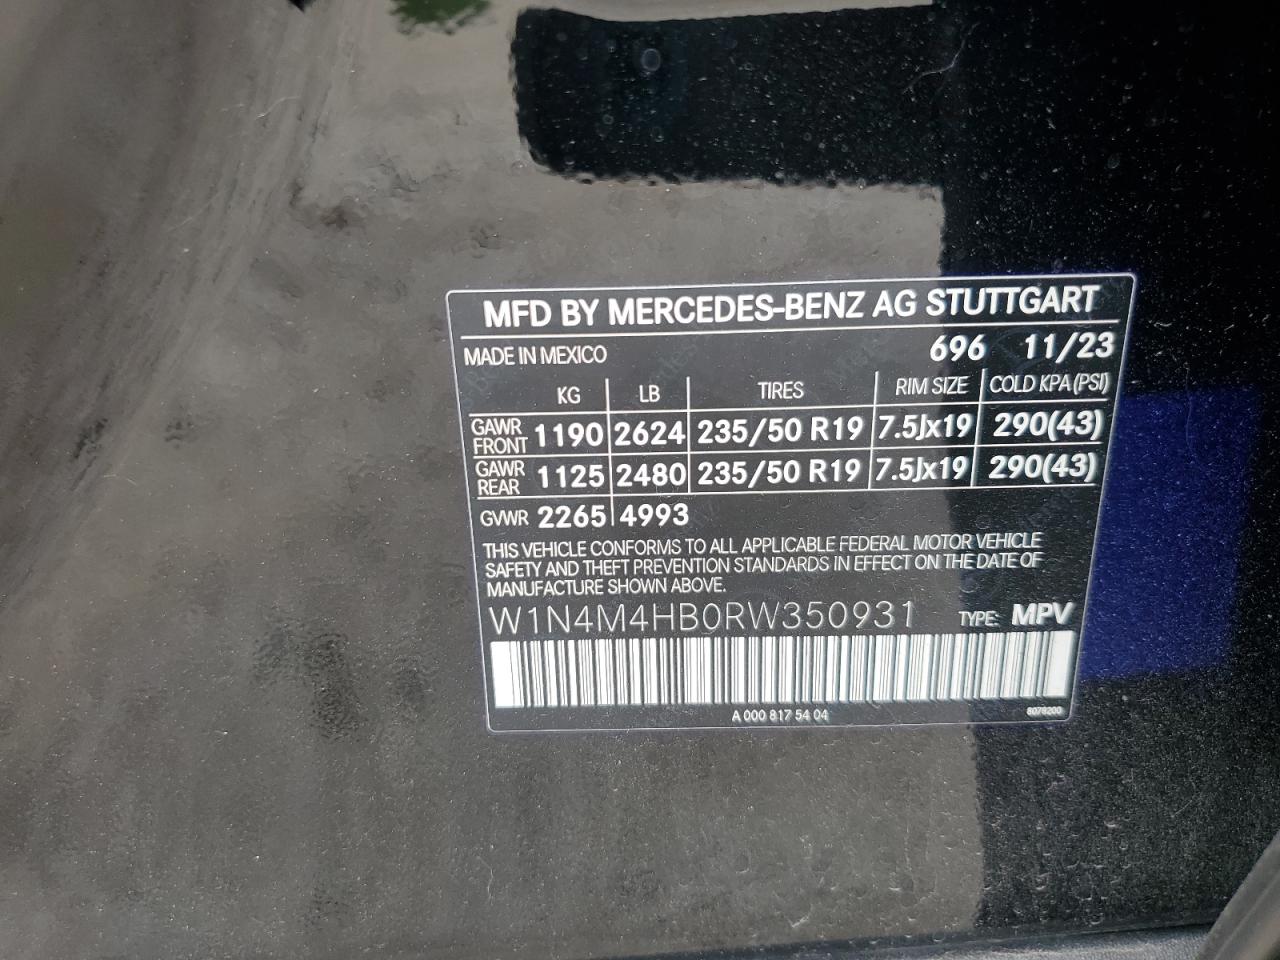 MFD BY MERCEDES-BENZ AG STUTTGART
MADE IN MEXICO 696 11/23
KG LB TIRES RIM SIZE COLD KPA (PSI)
GAWR FRONT 1190 2624 235/50 R19 7.5Jx19 290(43)
GAWR REAR 1125 2480 235/50 R19 7.5Jx19 290(43)
GVWR 2265 4993
THIS VEHICLE CONFORMS TO ALL APPLICABLE FEDERAL MOTOR VEHICLE
SAFETY AND THEFT PREVENTION STANDARDS IN EFFECT ON THE DATE OF
MANUFACTURE SHOWN ABOVE.
W1N4M4HB0RW350931 TYPE: MPV
A 000 817 54 04 8078200